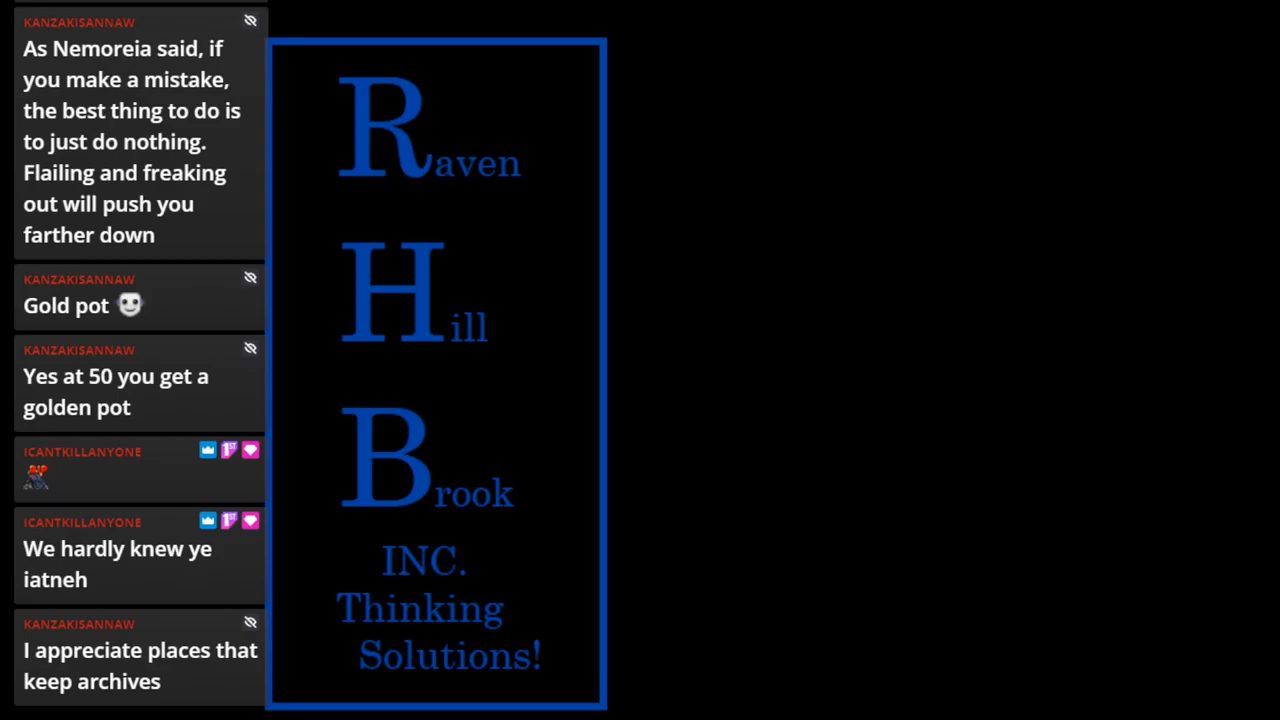 KANZAKISANNAW
As Nemoreia said, if
you make a mistake,
the best thing to do is
to just do nothing.
Flailing and freaking
out will push you
farther down
KANZAKISANNAW
Gold pot
KANZAKISANNAW
Yes at 50 you get a
golden pot
ICANTKILLANYONE
1ST
ICANTKILLANYONE
1ST
We hardly knew ye
iatneh
KANZAKISANNAW
I appreciate places that
keep archives
Raven
Hill
Brook
INC.
Thinking
Solutions!